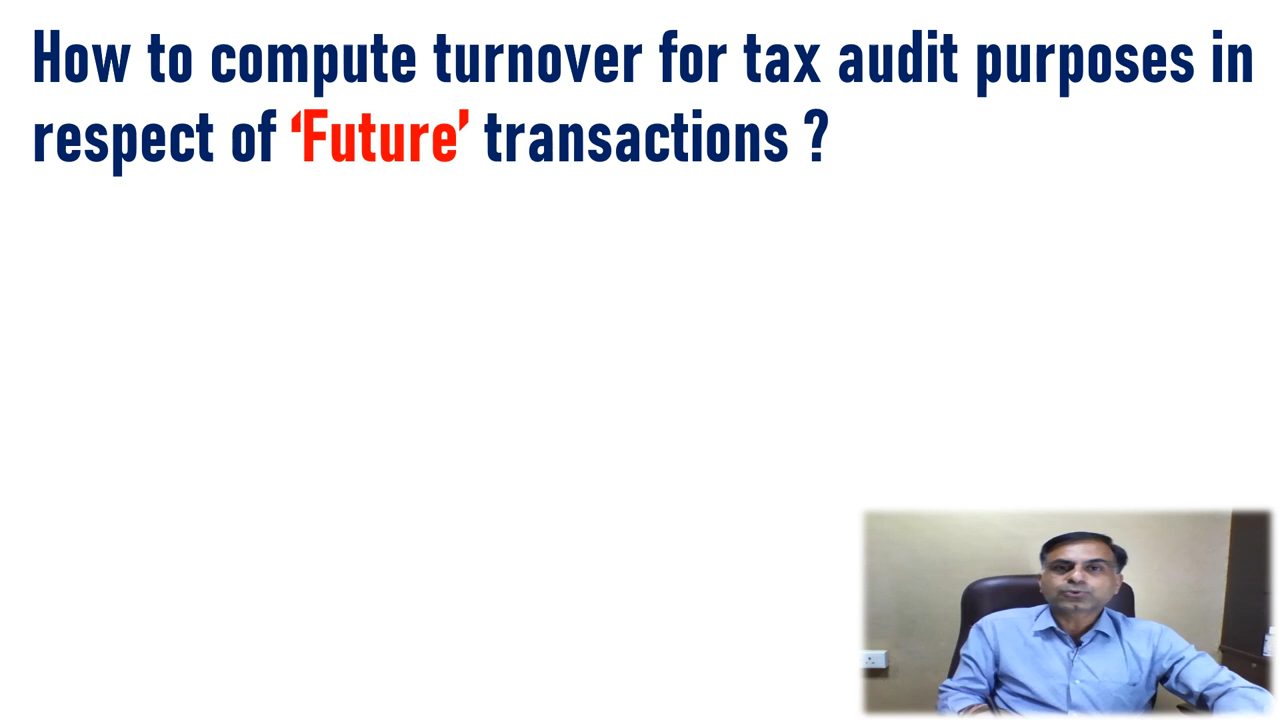 How to compute turnover for tax audit purposes in
respect of ‘Future’ transactions ?